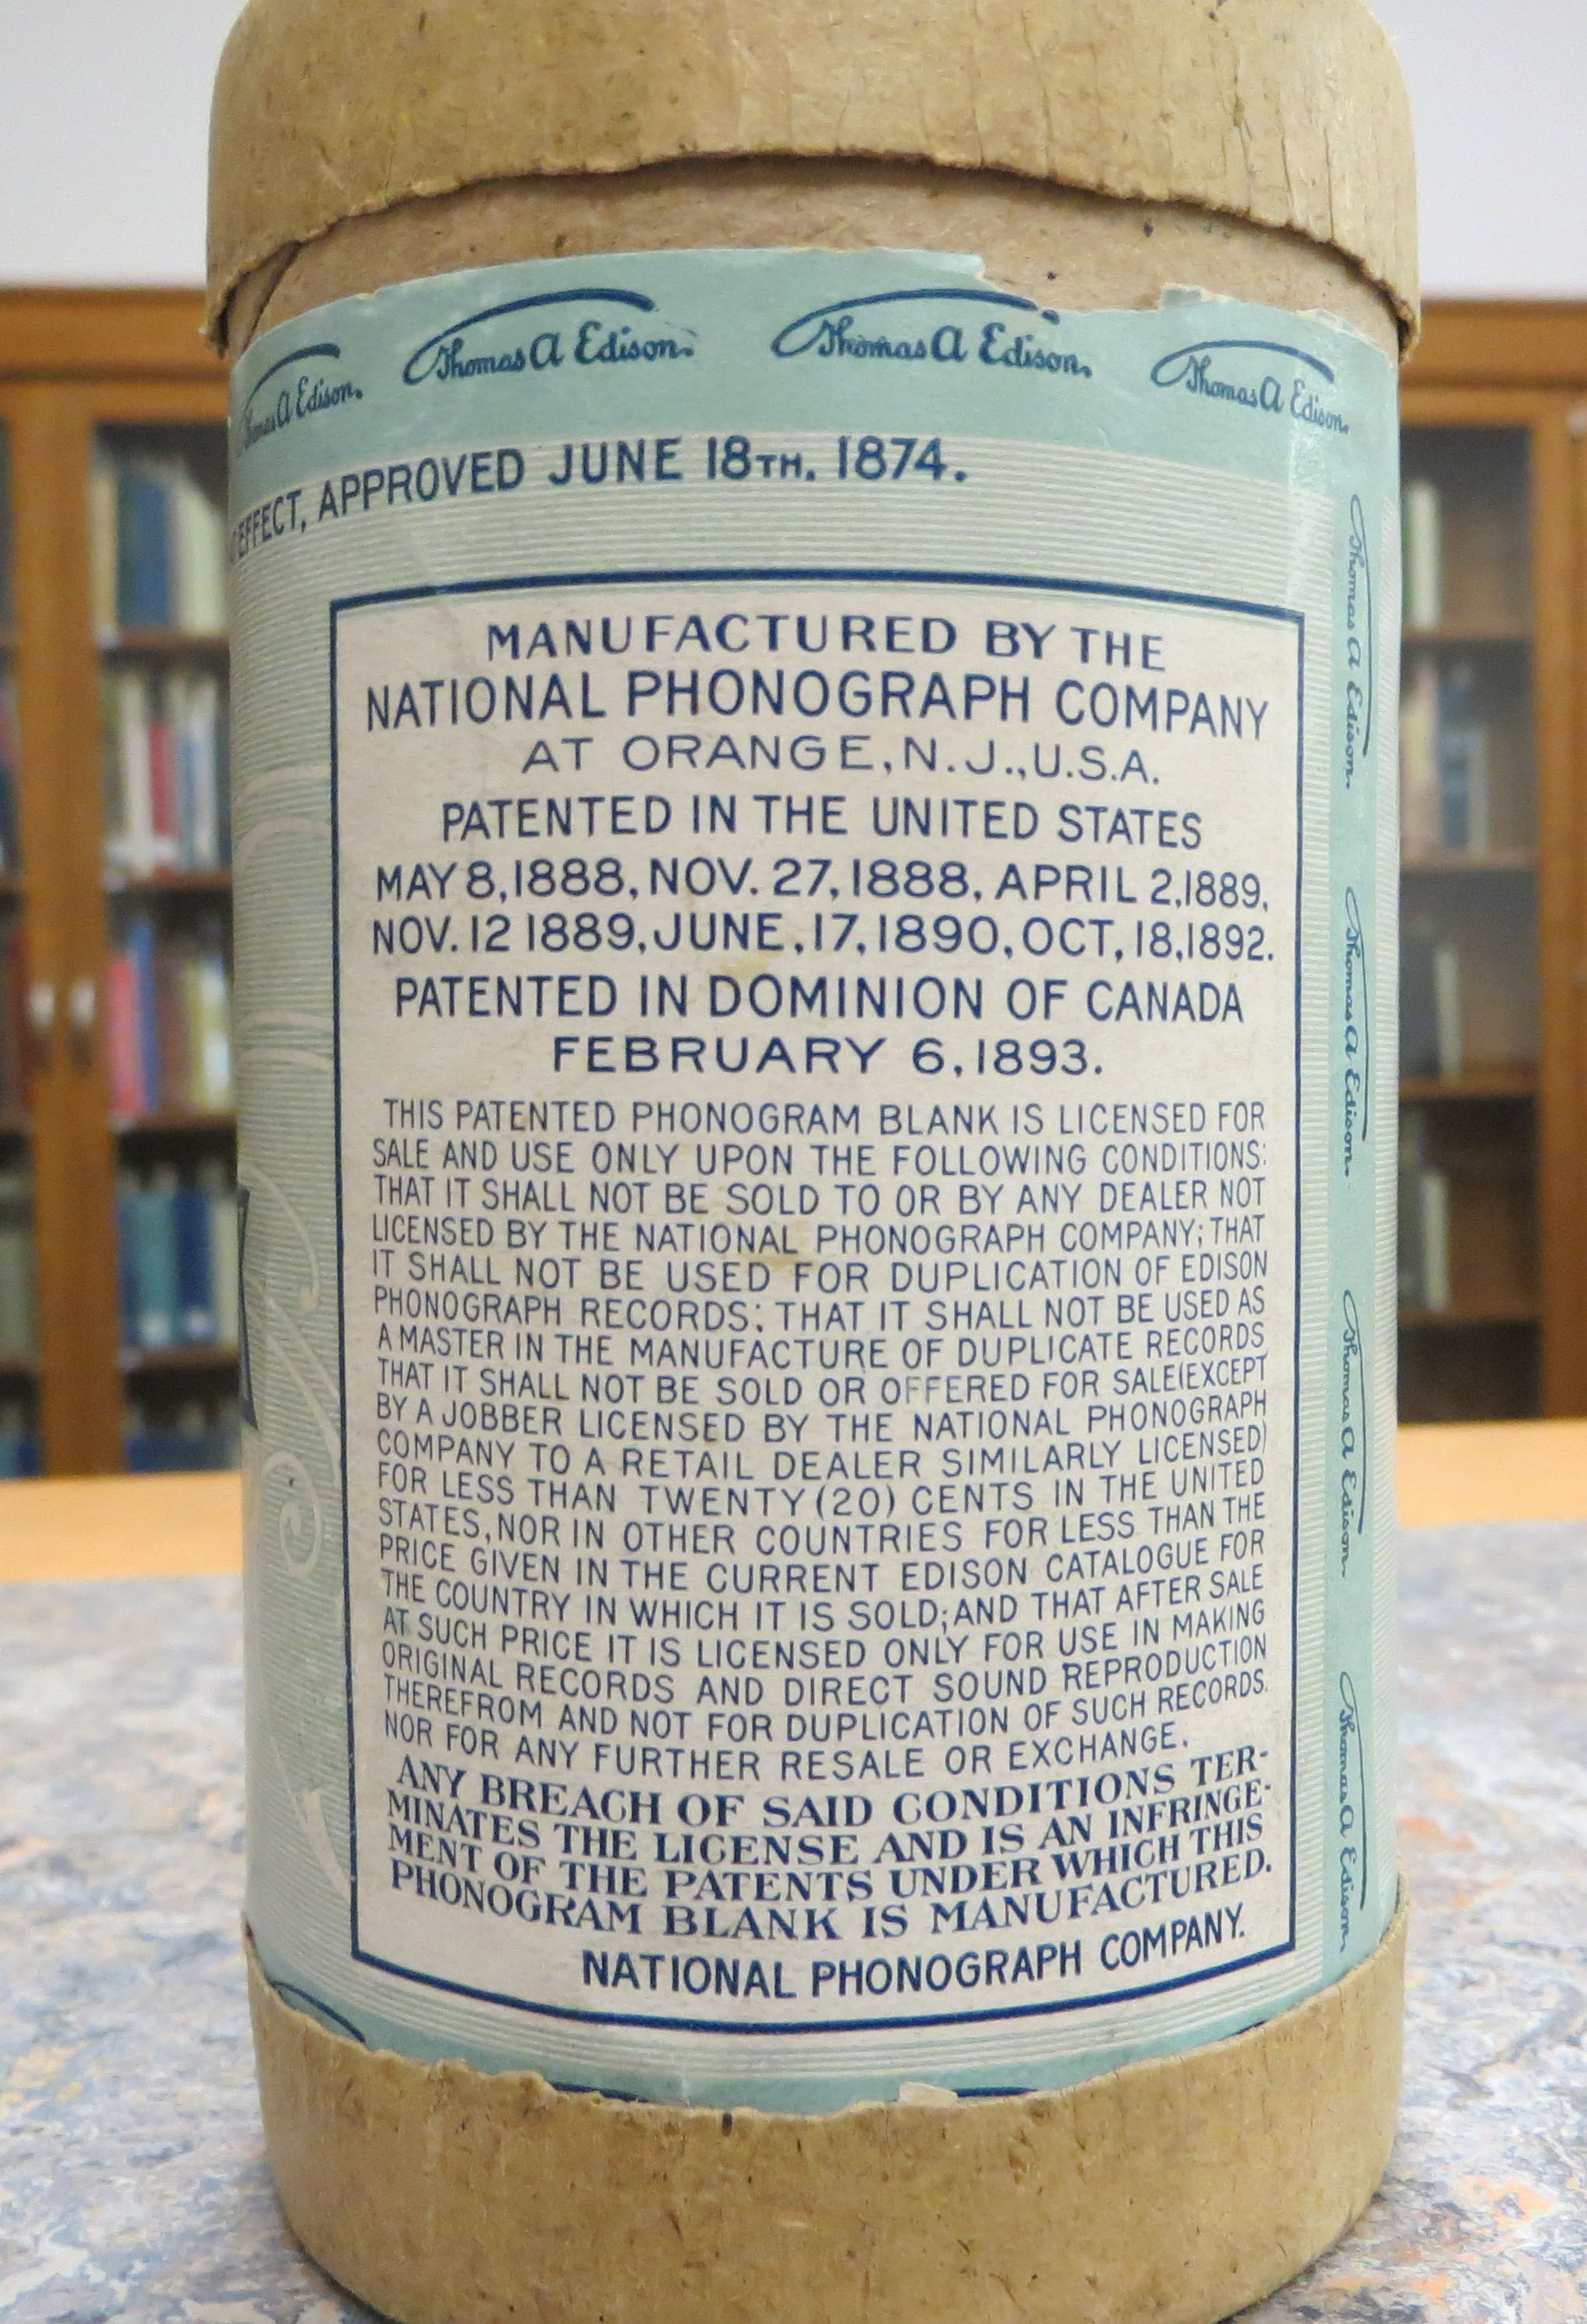 Thomas A Edison. Thomas A Edison. Thomas A Edison. Thomas A Edison.
EFFECT, APPROVED JUNE 18TH. 1874.
MANUFACTURED BY THE
NATIONAL PHONOGRAPH COMPANY
AT ORANGE, N.J., U.S.A.
PATENTED IN THE UNITED STATES
MAY 8, 1888, NOV. 27, 1888, APRIL 2, 1889,
NOV. 12 1889, JUNE, 17, 1890, OCT, 18, 1892.
PATENTED IN DOMINION OF CANADA
FEBRUARY 6, 1893.
THIS PATENTED PHONOGRAM BLANK IS LICENSED FOR
SALE AND USE ONLY UPON THE FOLLOWING CONDITIONS:
THAT IT SHALL NOT BE SOLD TO OR BY ANY DEALER NOT
LICENSED BY THE NATIONAL PHONOGRAPH COMPANY; THAT
IT SHALL NOT BE USED FOR DUPLICATION OF EDISON
PHONOGRAPH RECORDS: THAT IT SHALL NOT BE USED AS
A MASTER IN THE MANUFACTURE OF DUPLICATE RECORDS
THAT IT SHALL NOT BE SOLD OR OFFERED FOR SALE (EXCEPT
BY A JOBBER LICENSED BY THE NATIONAL PHONOGRAPH
COMPANY TO A RETAIL DEALER SIMILARLY LICENSED)
FOR LESS THAN TWENTY (20) CENTS IN THE UNITED
STATES, NOR IN OTHER COUNTRIES FOR LESS THAN THE
PRICE GIVEN IN THE CURRENT EDISON CATALOGUE FOR
THE COUNTRY IN WHICH IT IS SOLD; AND THAT AFTER SALE
AT SUCH PRICE IT IS LICENSED ONLY FOR USE IN MAKING
ORIGINAL RECORDS AND DIRECT SOUND REPRODUCTION
THEREFROM AND NOT FOR DUPLICATION OF SUCH RECORDS.
NOR FOR ANY FURTHER RESALE OR EXCHANGE.
ANY BREACH OF SAID CONDITIONS TER-
MINATES THE LICENSE AND IS AN INFRINGE-
MENT OF THE PATENTS UNDER WHICH THIS
PHONOGRAM BLANK IS MANUFACTURED.
NATIONAL PHONOGRAPH COMPANY.
Thomas A Edison.
Thomas A Edison.
Thomas A Edison.
Thomas A Edison